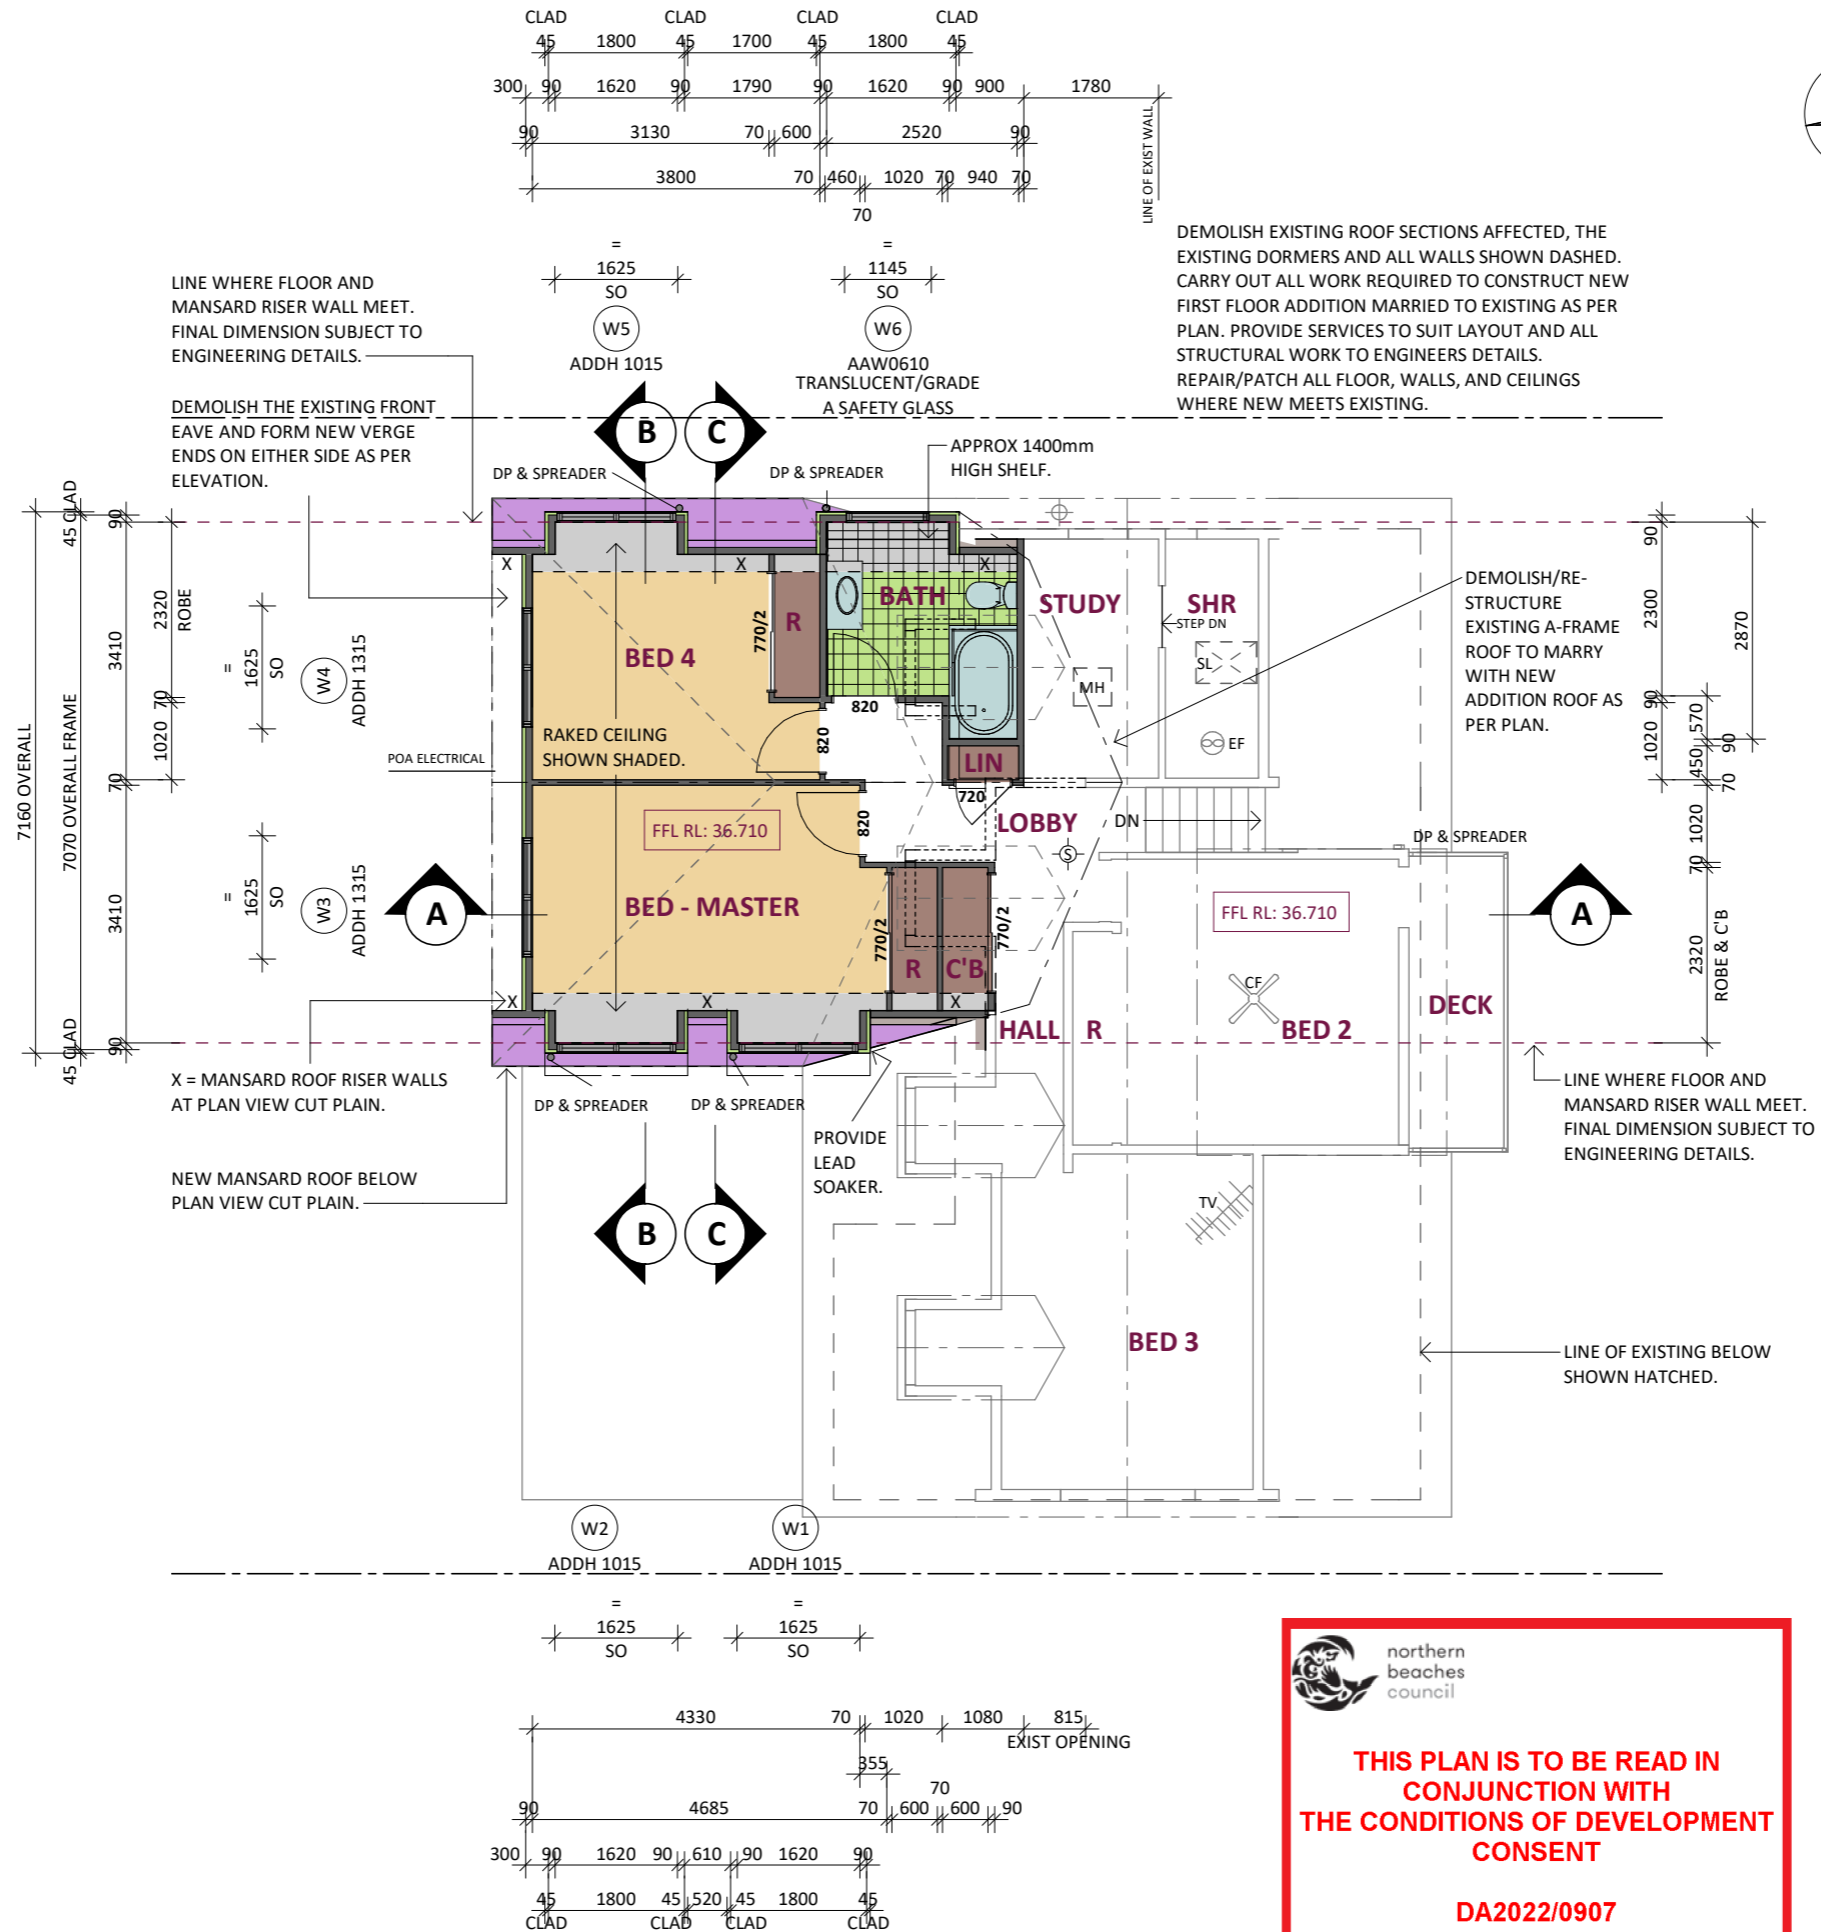 CLAD CLAD CLAD CLAD
45 1800 45 1700 45 1800 45
300 90 1620 90 1790 90 1620 90 900 1780
90 3130 70 600 2520 90
3800 70 460 1020 70 940 70
70
LINE OF EXIST WALL
=
1625
SO
W5
ADDH 1015
=
1145
SO
W6
AAW0610
TRANSLUCENT/GRADE
A SAFETY GLASS
DEMOLISH EXISTING ROOF SECTIONS AFFECTED, THE
EXISTING DORMERS AND ALL WALLS SHOWN DASHED.
CARRY OUT ALL WORK REQUIRED TO CONSTRUCT NEW
FIRST FLOOR ADDITION MARRIED TO EXISTING AS PER
PLAN. PROVIDE SERVICES TO SUIT LAYOUT AND ALL
STRUCTURAL WORK TO ENGINEERS DETAILS.
REPAIR/PATCH ALL FLOOR, WALLS, AND CEILINGS
WHERE NEW MEETS EXISTING.
LINE WHERE FLOOR AND
MANSARD RISER WALL MEET.
FINAL DIMENSION SUBJECT TO
ENGINEERING DETAILS.
DEMOLISH THE EXISTING FRONT
EAVE AND FORM NEW VERGE
ENDS ON EITHER SIDE AS PER
ELEVATION.
B C
DP & SPREADER
DP & SPREADER
APPROX 1400mm
HIGH SHELF.
7160 OVERALL
45 CLAD
7070 OVERALL FRAME
45 CLAD
90
3410
70
3410
90
2320
ROBE
70
1020
=
1625
SO
W4
ADDH 1315
=
1625
SO
W3
ADDH 1315
POA ELECTRICAL
X X X
BED 4
770/2
R
BATH
STUDY
SHR
STEP DN
SL
MH
EF
820
820
RAKED CEILING
SHOWN SHADED.
LIN
720
820
FFL RL: 36.710
LOBBY
DN
S
BED - MASTER
770/2
R
C'B
770/2
X X X
A
DP & SPREADER
FFL RL: 36.710
A
CF
HALL
R
BED 2
DECK
DEMOLISH/RE-
STRUCTURE
EXISTING A-FRAME
ROOF TO MARRY
WITH NEW
ADDITION ROOF AS
PER PLAN.
90
2300
90
1020
2870
570
90
450
70
1020
70
2320
ROBE & C'B
X = MANSARD ROOF RISER WALLS
AT PLAN VIEW CUT PLAIN.
NEW MANSARD ROOF BELOW
PLAN VIEW CUT PLAIN.
DP & SPREADER
DP & SPREADER
PROVIDE
LEAD
SOAKER.
B C
LINE WHERE FLOOR AND
MANSARD RISER WALL MEET.
FINAL DIMENSION SUBJECT TO
ENGINEERING DETAILS.
TV
BED 3
LINE OF EXISTING BELOW
SHOWN HATCHED.
W2
ADDH 1015
W1
ADDH 1015
=
1625
SO
=
1625
SO
4330 70 1020 1080 815
EXIST OPENING
355
70
90 4685 70 600 600 90
300 90 1620 90 610 90 1620 90
45 1800 45 520 45 1800 45
CLAD CLAD CLAD CLAD
northern
beaches
council
THIS PLAN IS TO BE READ IN
CONJUNCTION WITH
THE CONDITIONS OF DEVELOPMENT
CONSENT
DA2022/0907